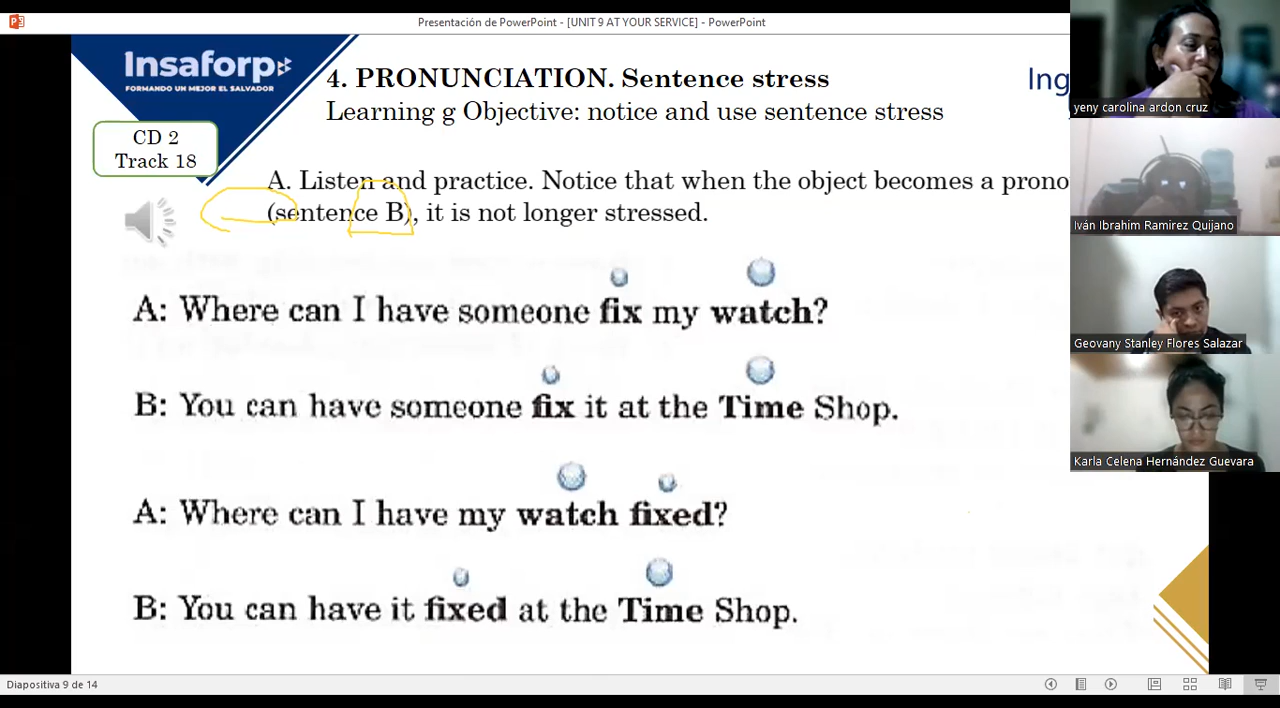 Presentación de PowerPoint - [UNIT 9 AT YOUR SERVICE] - PowerPoint
Insaforp
FORMANDO UN MEJOR EL SALVADOR
4. PRONUNCIATION. Sentence stress
Ing
Learning g Objective: notice and use sentence stress
CD 2
Track 18
A. Listen and practice. Notice that when the object becomes a prono
(sentence B), it is not longer stressed.
A: Where can I have someone fix my watch?
B: You can have someone fix it at the Time Shop.
A: Where can I have my watch fixed?
B: You can have it fixed at the Time Shop.
Diapositiva 9 de 14
yeny carolina ardon cruz
Iván Ibrahim Ramirez Quijano
Geovany Stanley Flores Salazar
Karla Celena Hernández Guevara